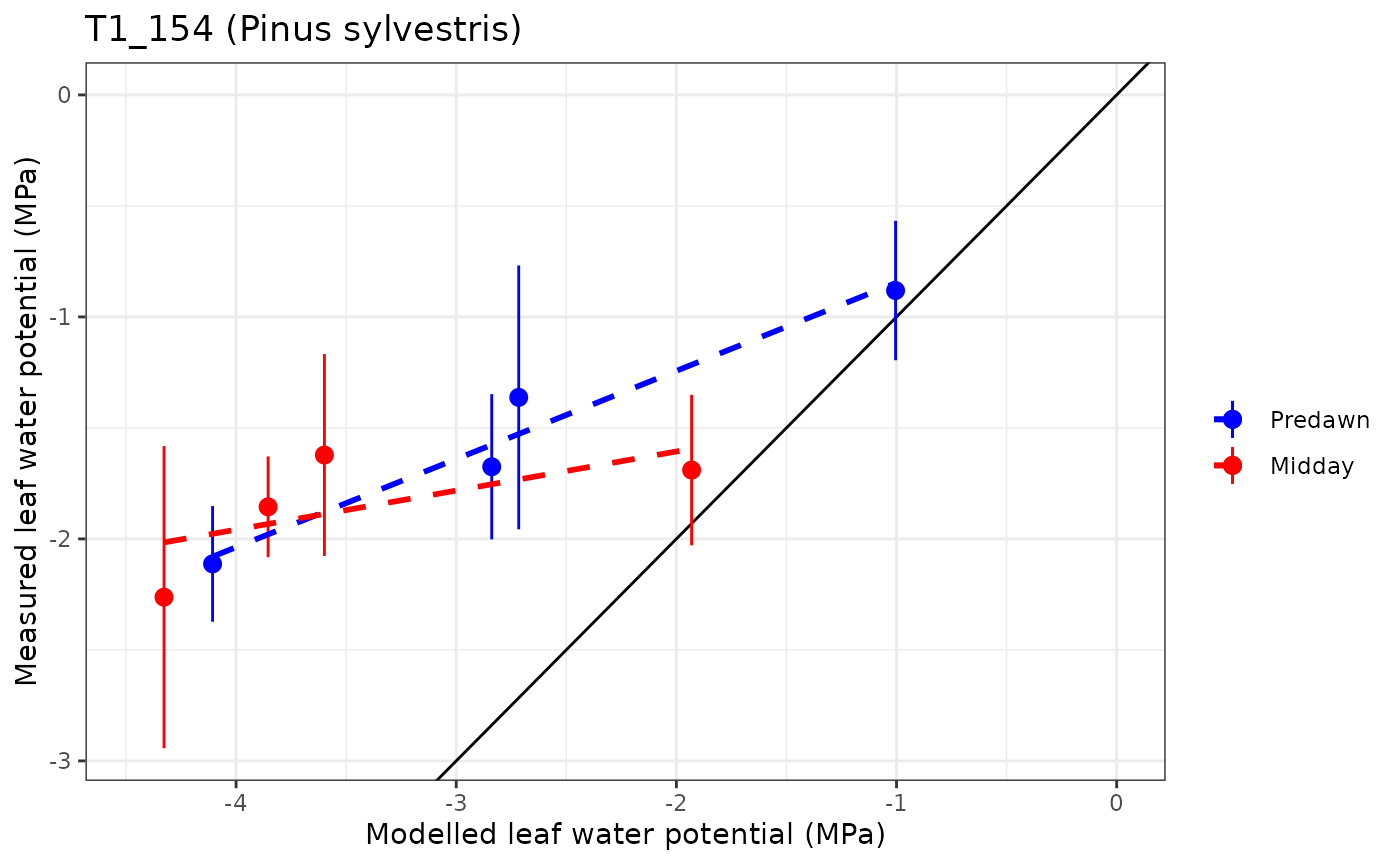 T1_154 (Pinus sylvestris)
Measured leaf water potential (MPa)
0
-1
-2
-3
-4
-3
-2
-1
0
Modelled leaf water potential (MPa)
Predawn
Midday